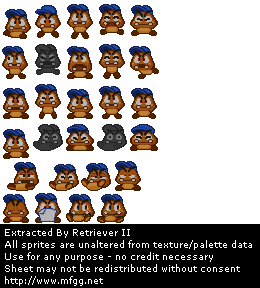 Extracted By Retriever II
All sprites are unaltered from texture/palette data
Use for any purpose - no credit necessary
Sheet may not be redistributed without consent
http://www.mfgg.net